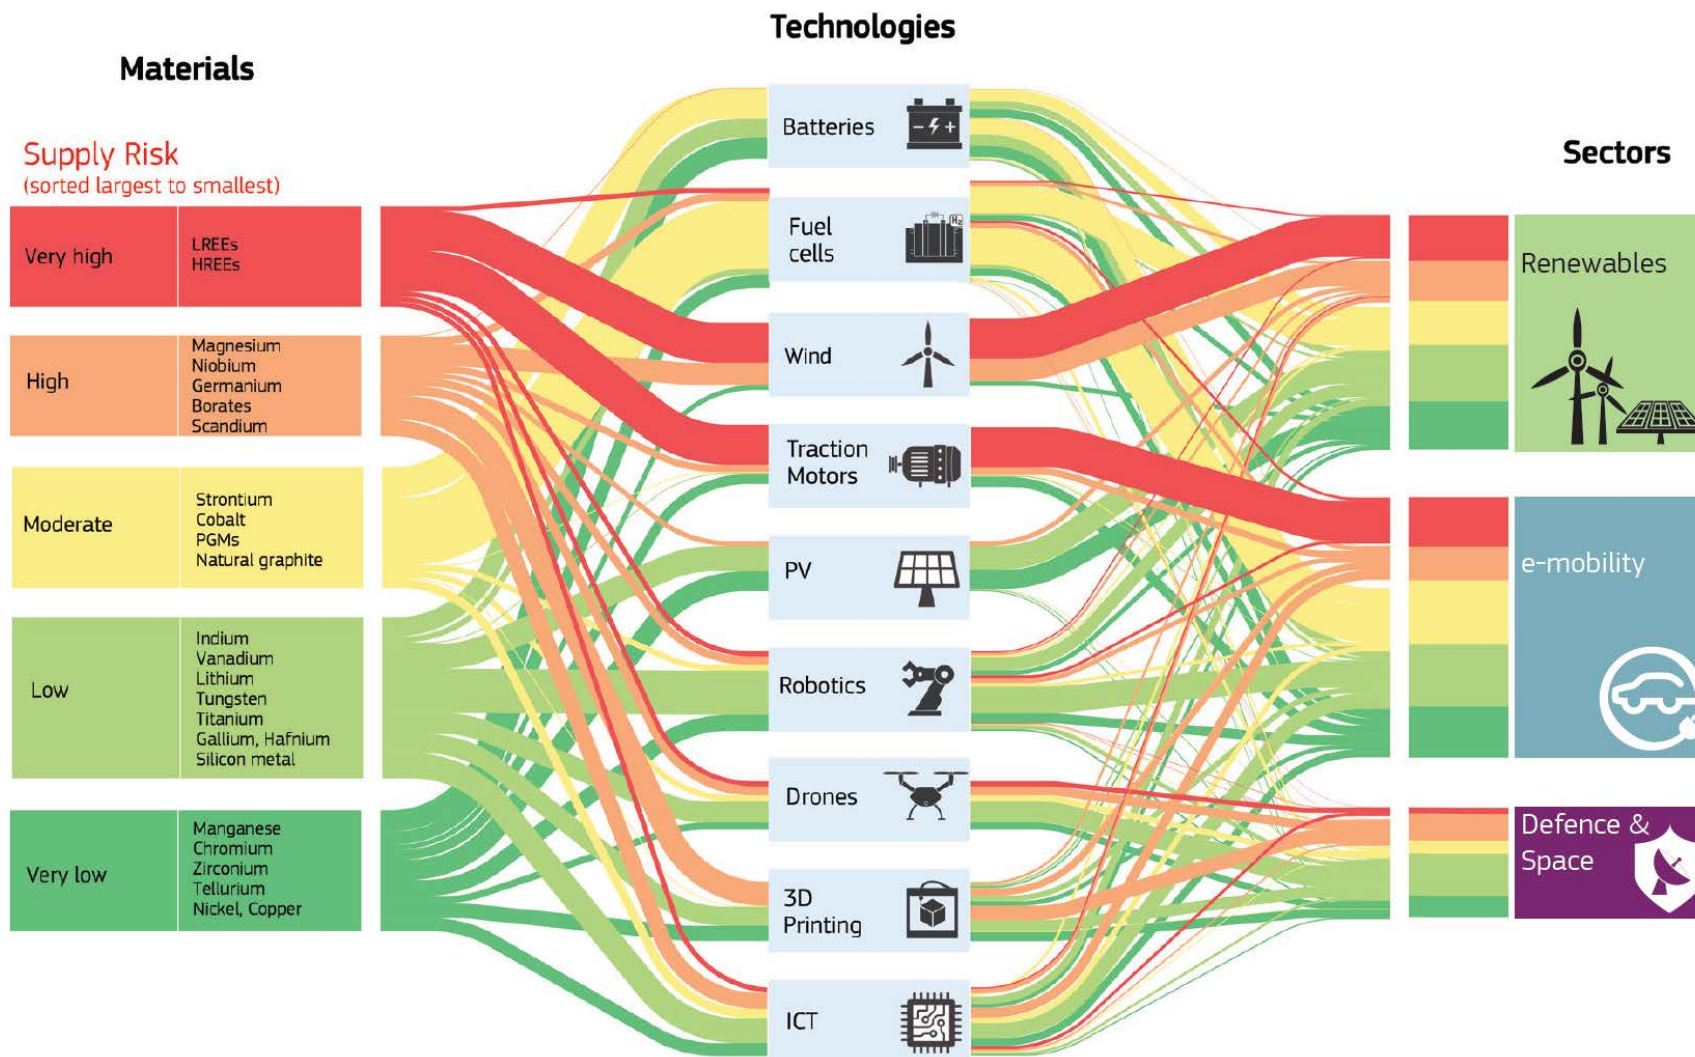 Technologies
Materials
Supply Risk
(sorted largest to smallest)
Very high
LREEs
HREEs
High
Magnesium
Niobium
Germanium
Borates
Scandium
Moderate
Strontium
Cobalt
PGMs
Natural graphite
Low
Indium
Vanadium
Lithium
Tungsten
Titanium
Gallium, Hafnium
Silicon metal
Very low
Manganese
Chromium
Zirconium
Tellurium
Nickel, Copper
Batteries
Fuel
cells
H₂
Wind
Traction
Motors
PV
Robotics
Drones
3D
Printing
ICT
Sectors
Renewables
e-mobility
Defence &
Space